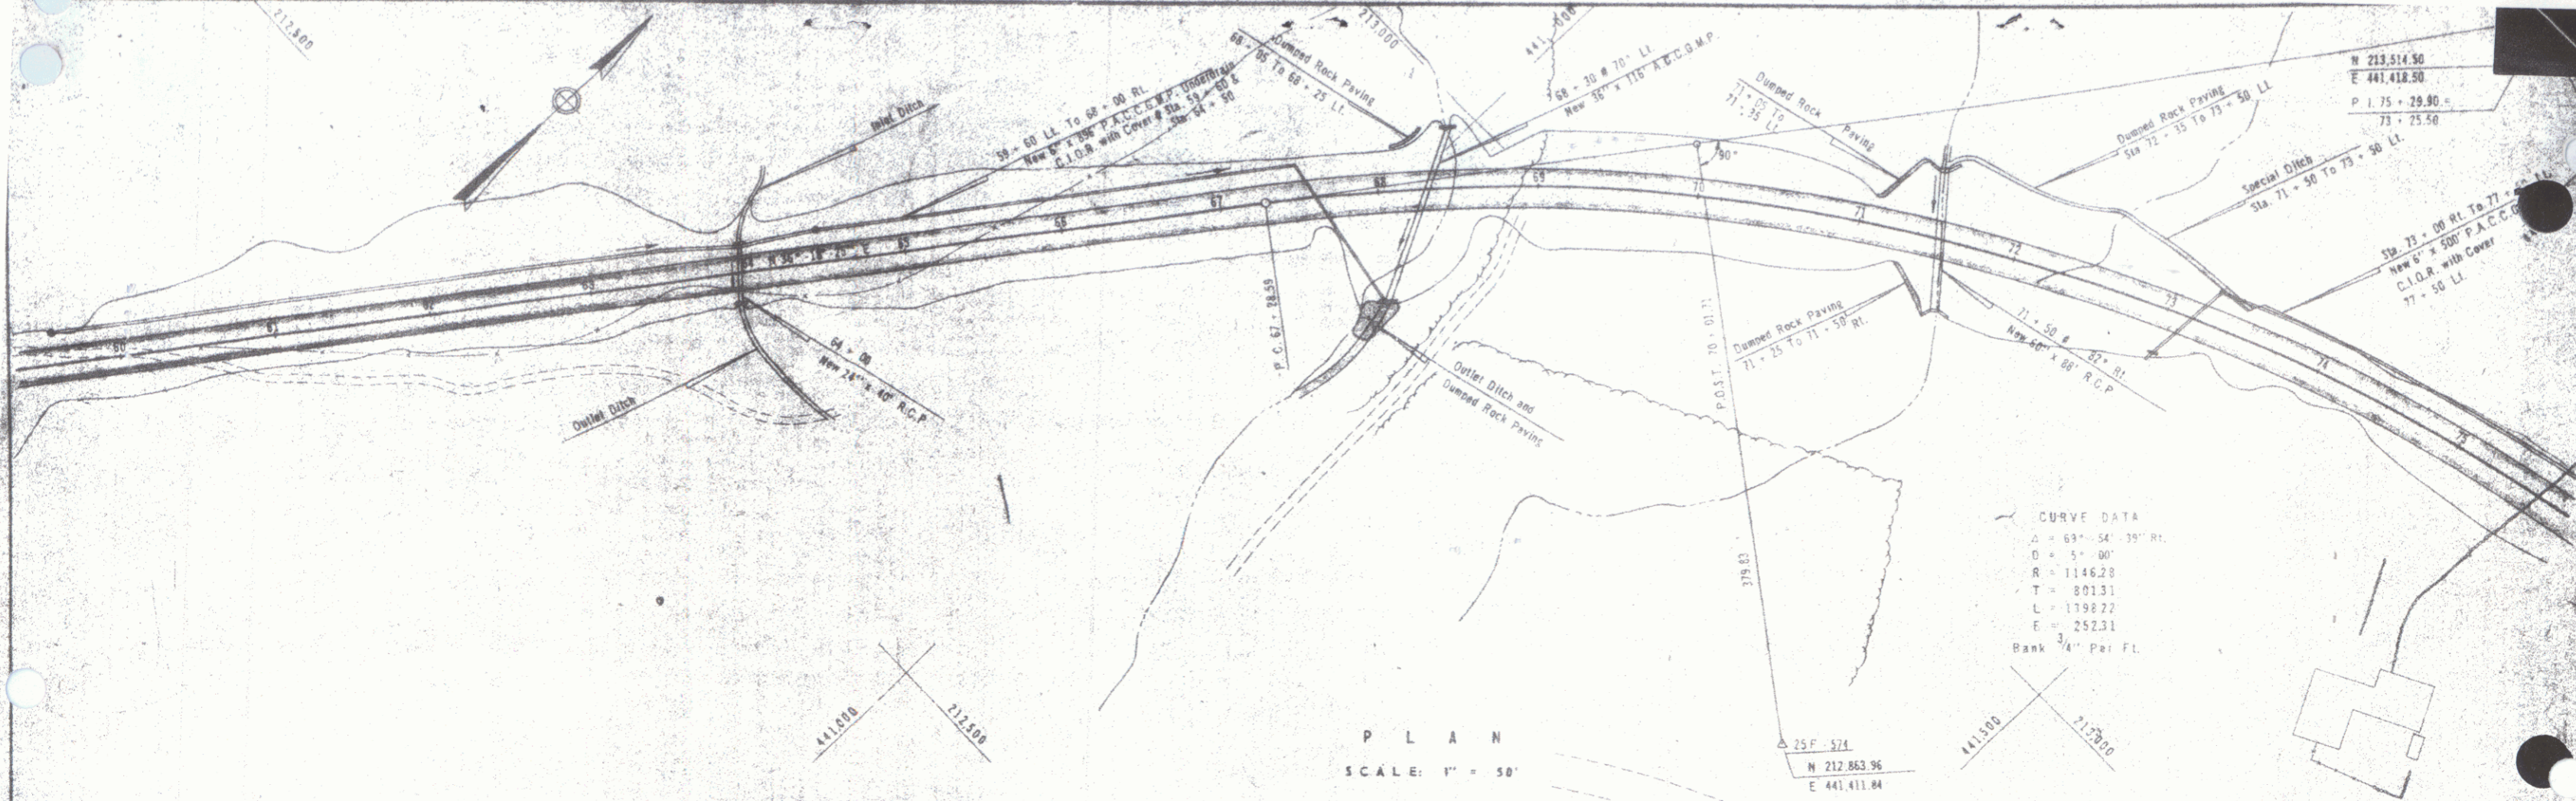 212,500
213,000
441,000
68 + 05 To 68 + 25 Lt.
Dumped Rock Paving
68 + 30 @ 70° Lt.
New 36" x 116' A.C.C.G.M.P.
59 + 60 Lt. To 68 + 00 Rt.
New 6" x 896' P.A.C.C.G.M.P. Underdrain
C.I.O.R. with Cover @ Sta. 59 + 60 &
Sta. 64 + 50
Inlet Ditch
Dumped Rock Paving
71 + 05 To
71 + 35 Lt.
N 213,514.50
E 441,418.50
P.I. 75 + 29.90 =
73 + 25.50
Dumped Rock Paving
Sta 72 + 35 To 73 + 50 Lt.
Special Ditch
Sta. 71 + 50 To 73 + 50 Lt.
Sta. 73 + 00 Rt. To 77 +
New 6" x 500' P.A.C.C.G
C.I.O.R. with Cover
77 + 50 Lt.
90°
60
61
62
63
65
66
67
68
69
70
71
72
73
74
75
P.C. 67 + 28.59
P.O.S.T. 70 + 01.71
379.83
64 + 00
New 24" x 40' R.C.P
Outlet Ditch
Outlet Ditch and
Dumped Rock Paving
Dumped Rock Paving
71 + 25 To 71 + 50 Rt.
71 + 50 @ 82° Rt.
New 60" x 88' R.C.P
CURVE DATA
Δ = 69° - 54' - 39" Rt.
D = 5° - 00'
R = 1146.28
T = 801.31
L = 1398.22
E = 252.31
Bank 3/4" Per Ft.
441,000
212,500
PLAN
SCALE: 1" = 50'
25F - 574
N 212,863.96
E 441,411.84
441,500
213,000